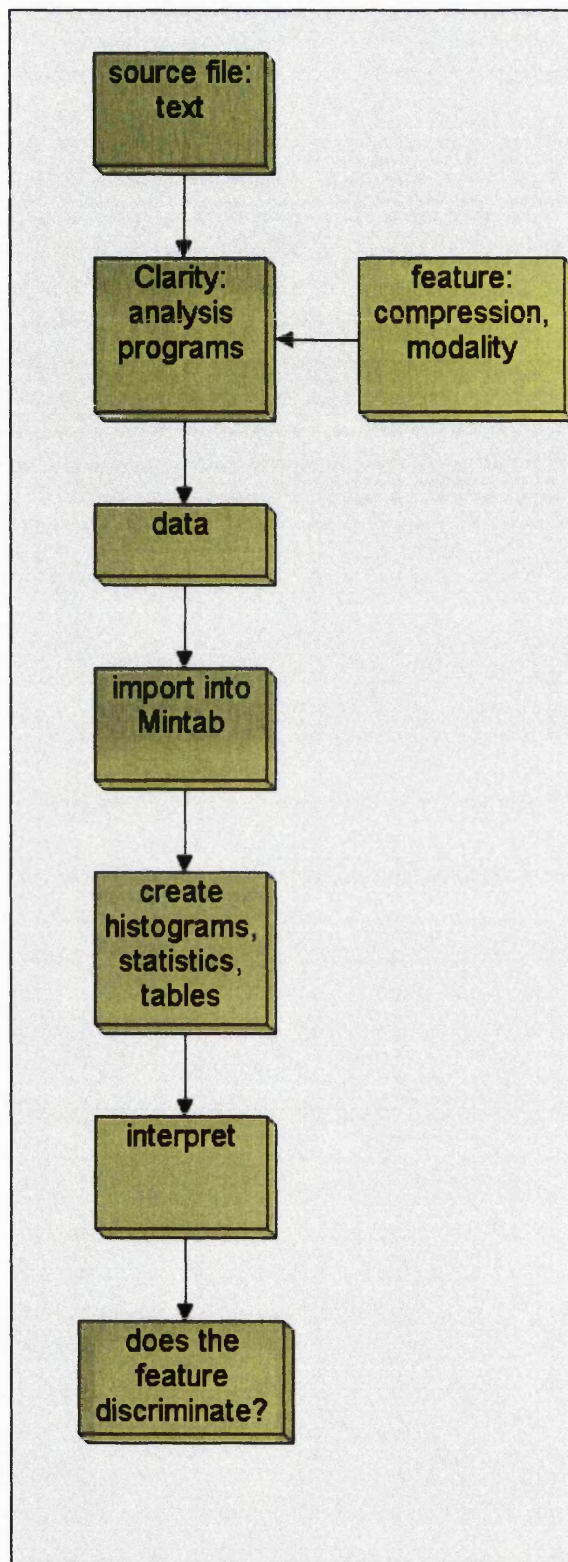 source file:
text
Clarity:
analysis
programs
feature:
compression,
modality
data
import into
Mintab
create
histograms,
statistics,
tables
interpret
does the
feature
discriminate?